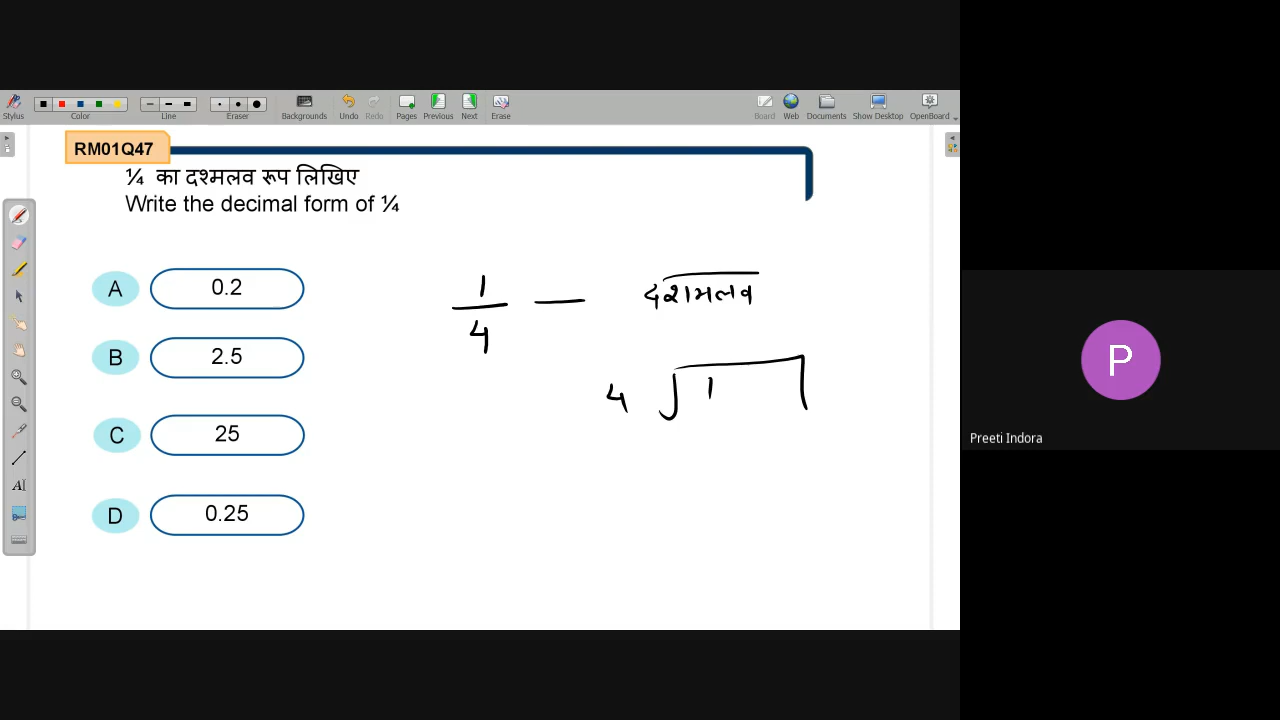 Stylus
Color
Line
Eraser
Backgrounds
Undo
Redo
Pages
Previous
Next
Erase
Board
Web
Documents
Show Desktop
OpenBoard
RM01Q47
¼ का दश्मलव रूप लिखिए
Write the decimal form of ¼
A 0.2
B 2.5
C 25
D 0.25
1
4
—
दशमलव
4 1
P
Preeti Indora